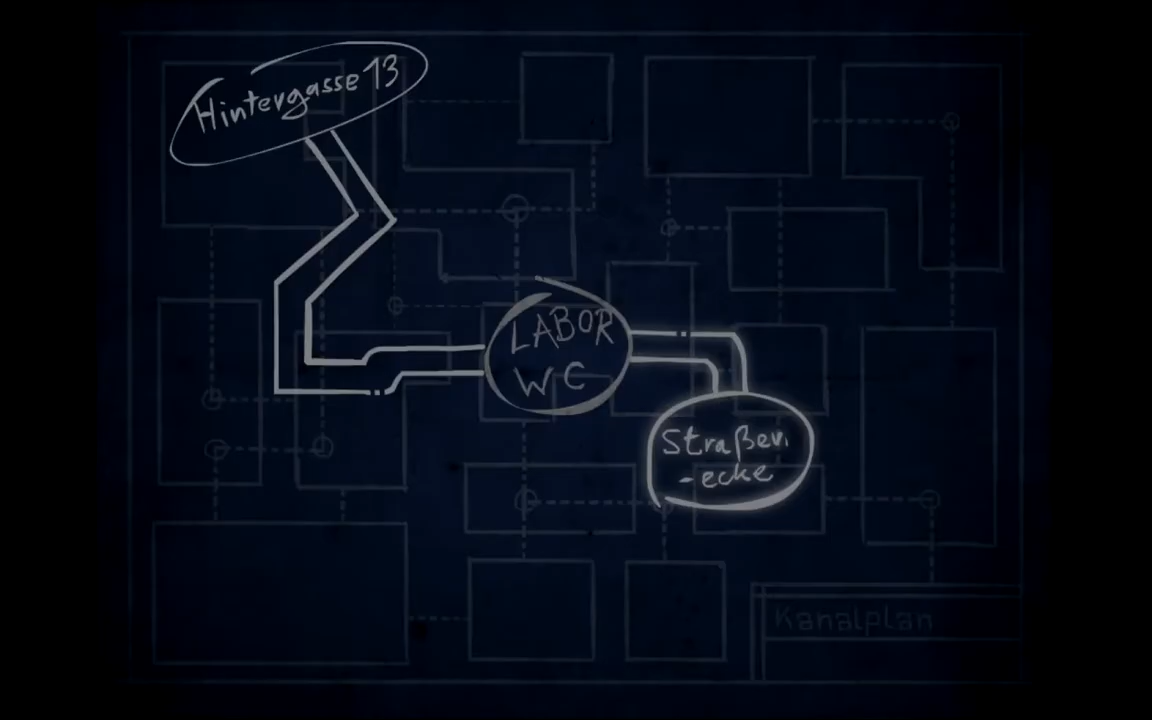 Hintergasse 13
LABOR
WC
Straßen
-ecke
Kanalplan